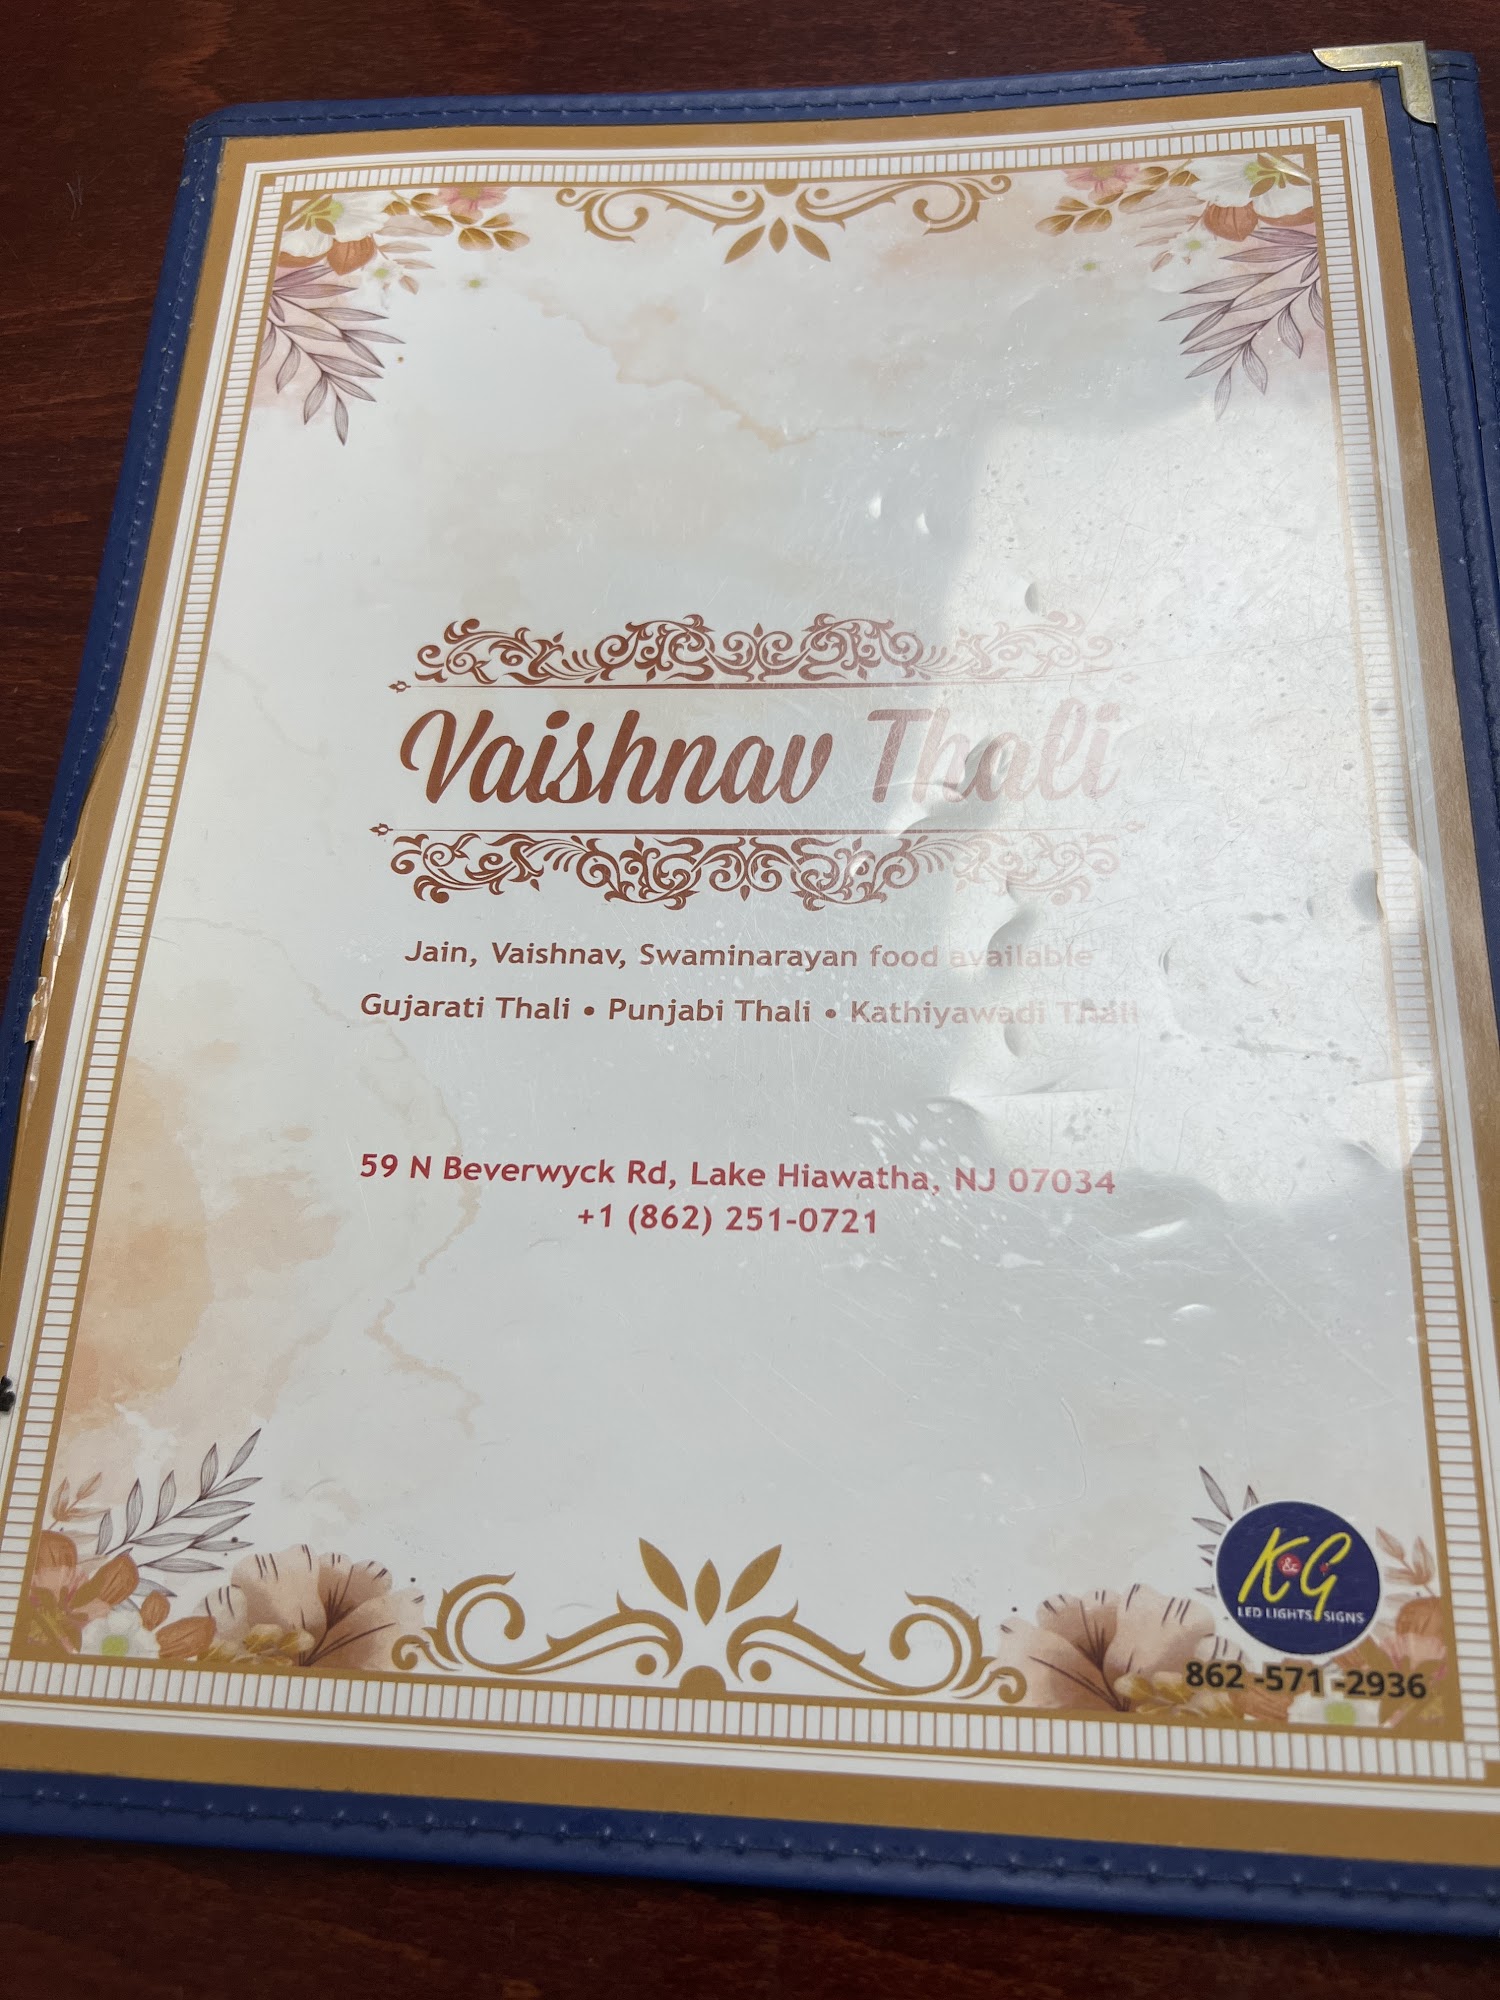 Vaishnav Thali
Jain, Vaishnav, Swaminarayan food available
Gujarati Thali • Punjabi Thali • Kathiyawadi Thali
59 N Beverwyck Rd, Lake Hiawatha, NJ 07034
+1 (862) 251-0721
K&G
LED LIGHTS SIGNS
862 -571 -2936